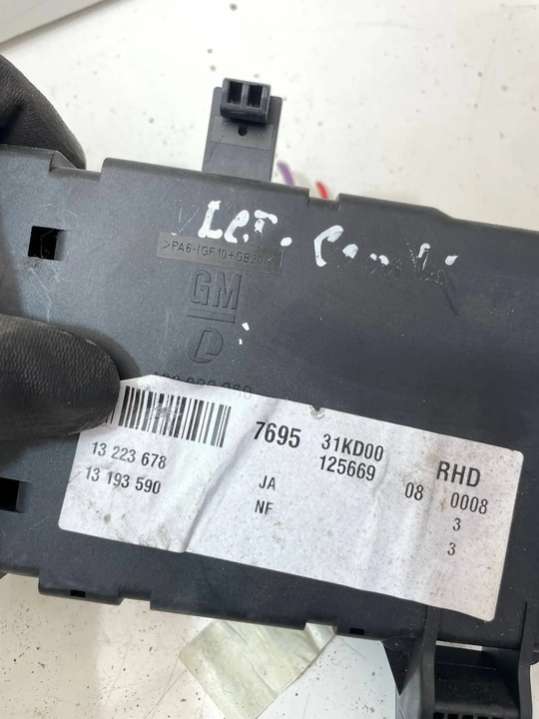 >PA6-(GF10+GB20)<
GM
7695 31KD00 RHD
13 223 678 125669 08 0008
13 193 590 JA 3
NF 3